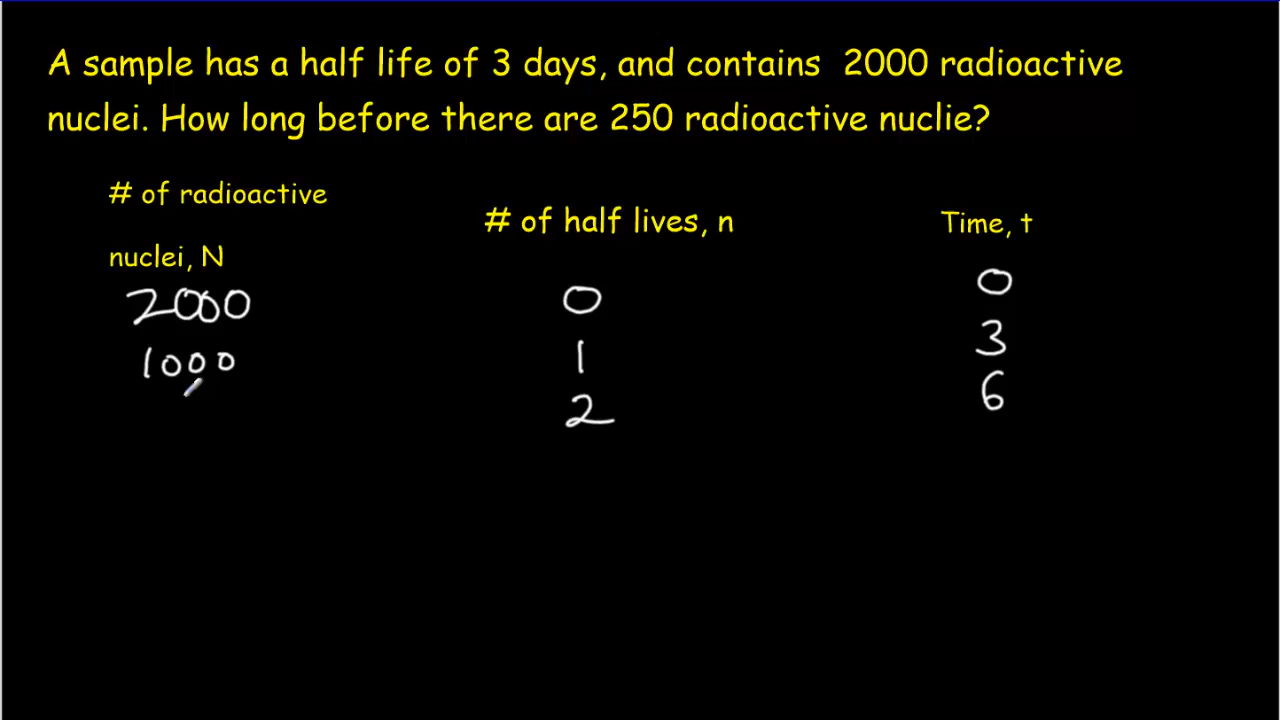 A sample has a half life of 3 days, and contains 2000 radioactive
nuclei. How long before there are 250 radioactive nuclie?
# of radioactive
nuclei, N
# of half lives, n
Time, t
2000 0 0
1000 1 3
2 6